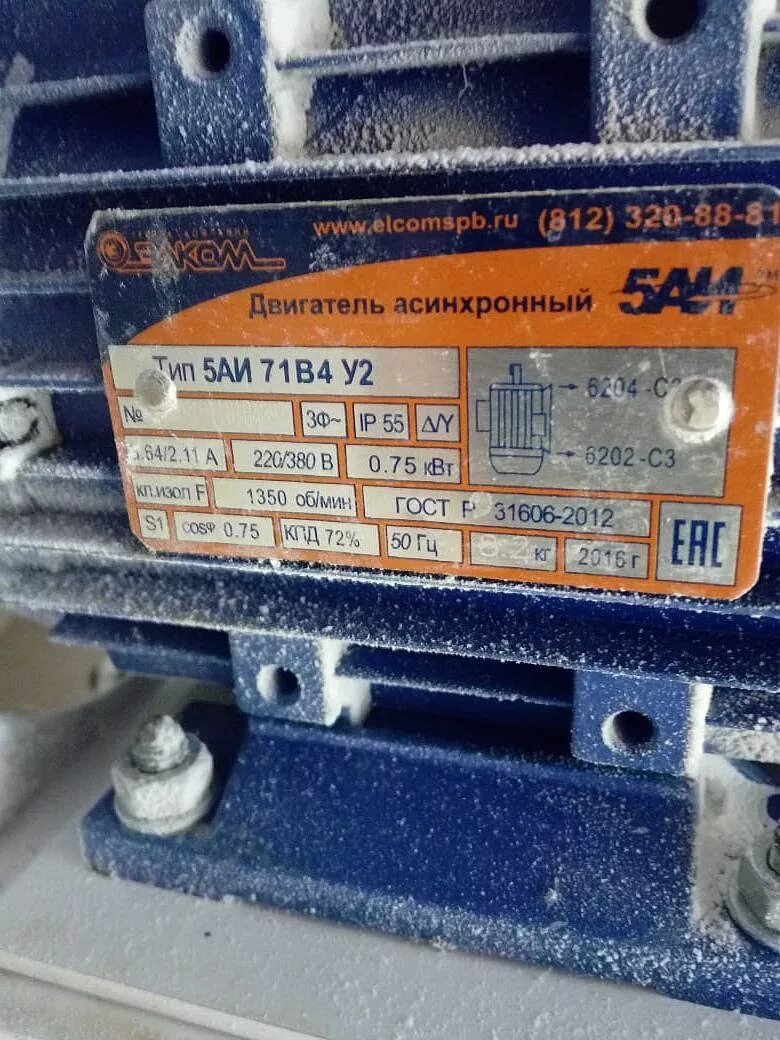 www.elcomspb.ru (812) 320-88-81
ЭЛКОМ
Двигатель асинхронный 5АИ
Тип 5АИ 71В4 У2
6204
№ 3Ф~ IP 55 Δ/Y
6202-С3
.64/2.11 А 220/380 В 0.75 кВт
кл.изол F 1350 об/мин ГОСТ Р 31606-2012
S1 cosφ 0.75 КПД 72% 50 Гц 8.2 кг 2016 г
EAC